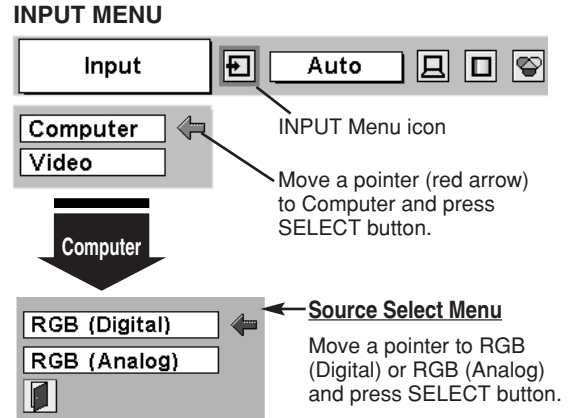 INPUT MENU
Input
Auto
INPUT Menu icon
Computer
Video
Move a pointer (red arrow)
to Computer and press
SELECT button.
Computer
Source Select Menu
RGB (Digital)
RGB (Analog)
Move a pointer to RGB
(Digital) or RGB (Analog)
and press SELECT button.